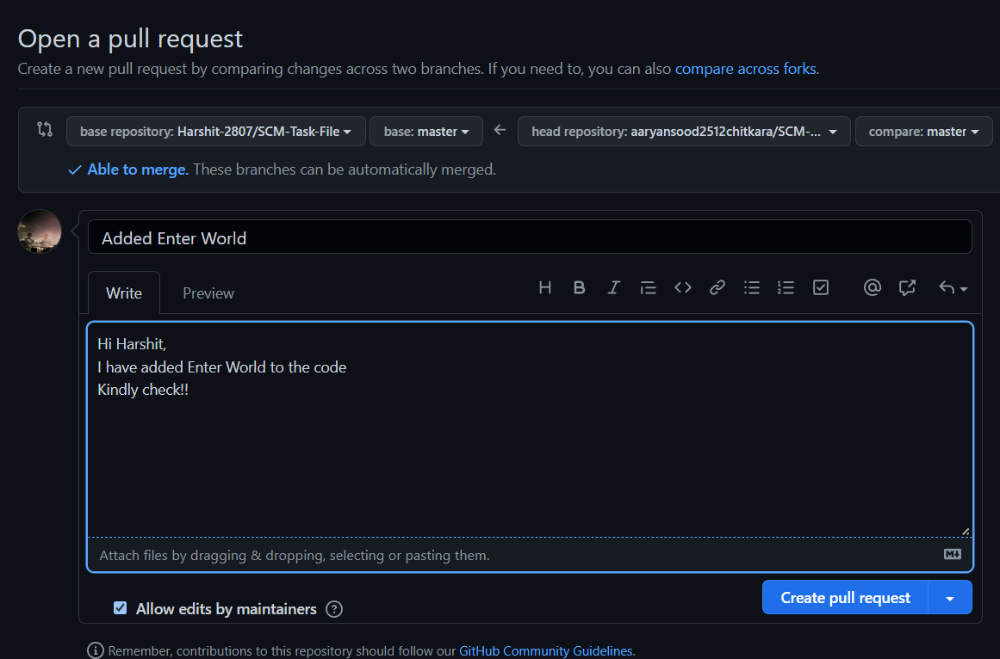 Open a pull request
Create a new pull request by comparing changes across two branches. If you need to, you can also compare across forks.
base repository: Harshit-2807/SCM-Task-File base: master ← head repository: aaryansood2512chitkara/SCM-... compare: master
Able to merge. These branches can be automatically merged.
Added Enter World
Write Preview
Hi Harshit,
I have added Enter World to the code
Kindly check!!
Attach files by dragging & dropping, selecting or pasting them.
Allow edits by maintainers
Create pull request
Remember, contributions to this repository should follow our GitHub Community Guidelines.